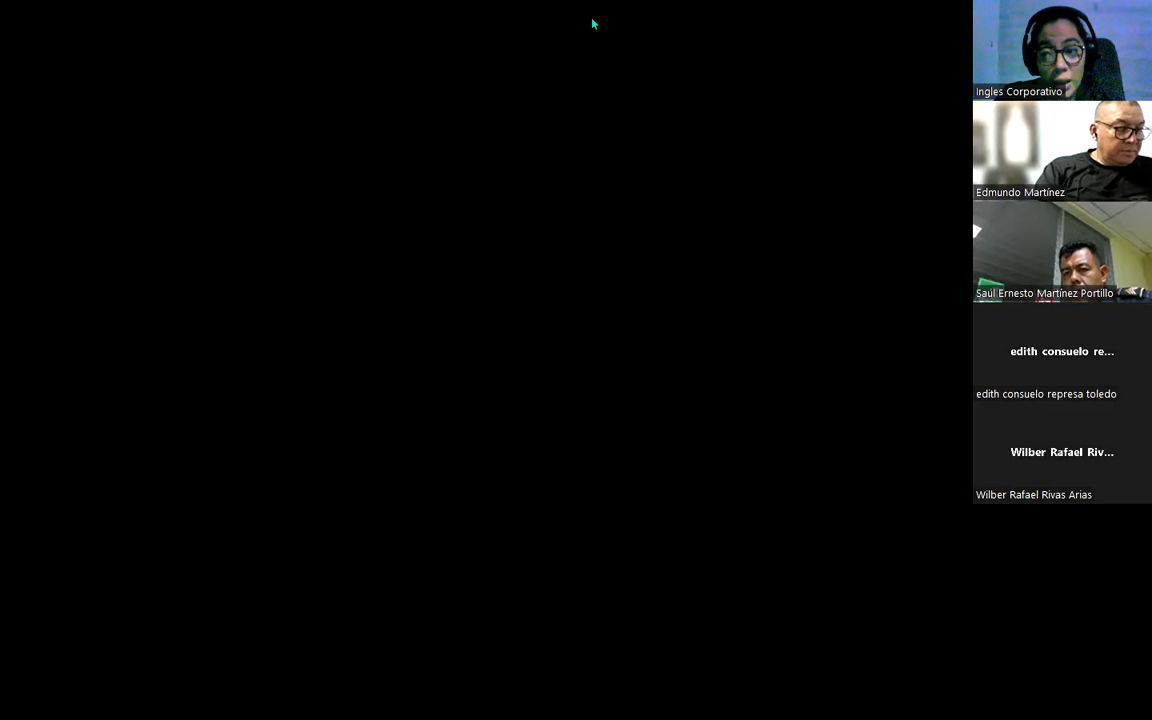 Ingles Corporativo
Edmundo Martínez
Saúl Ernesto Martínez Portillo
edith consuelo re...
edith consuelo represa toledo
Wilber Rafael Riv...
Wilber Rafael Rivas Arias